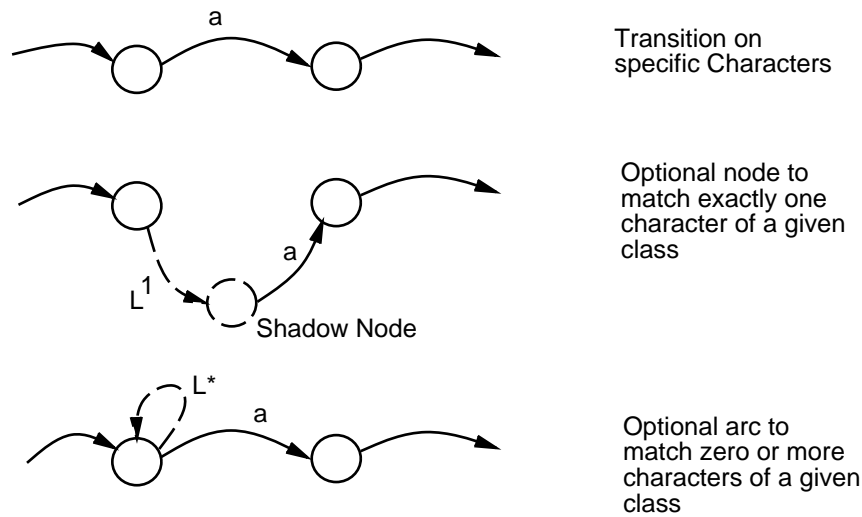 a
Transition on
specific Characters
Optional node to
match exactly one
character of a given
class
a
L¹
Shadow Node
L*
a
Optional arc to
match zero or more
characters of a given
class